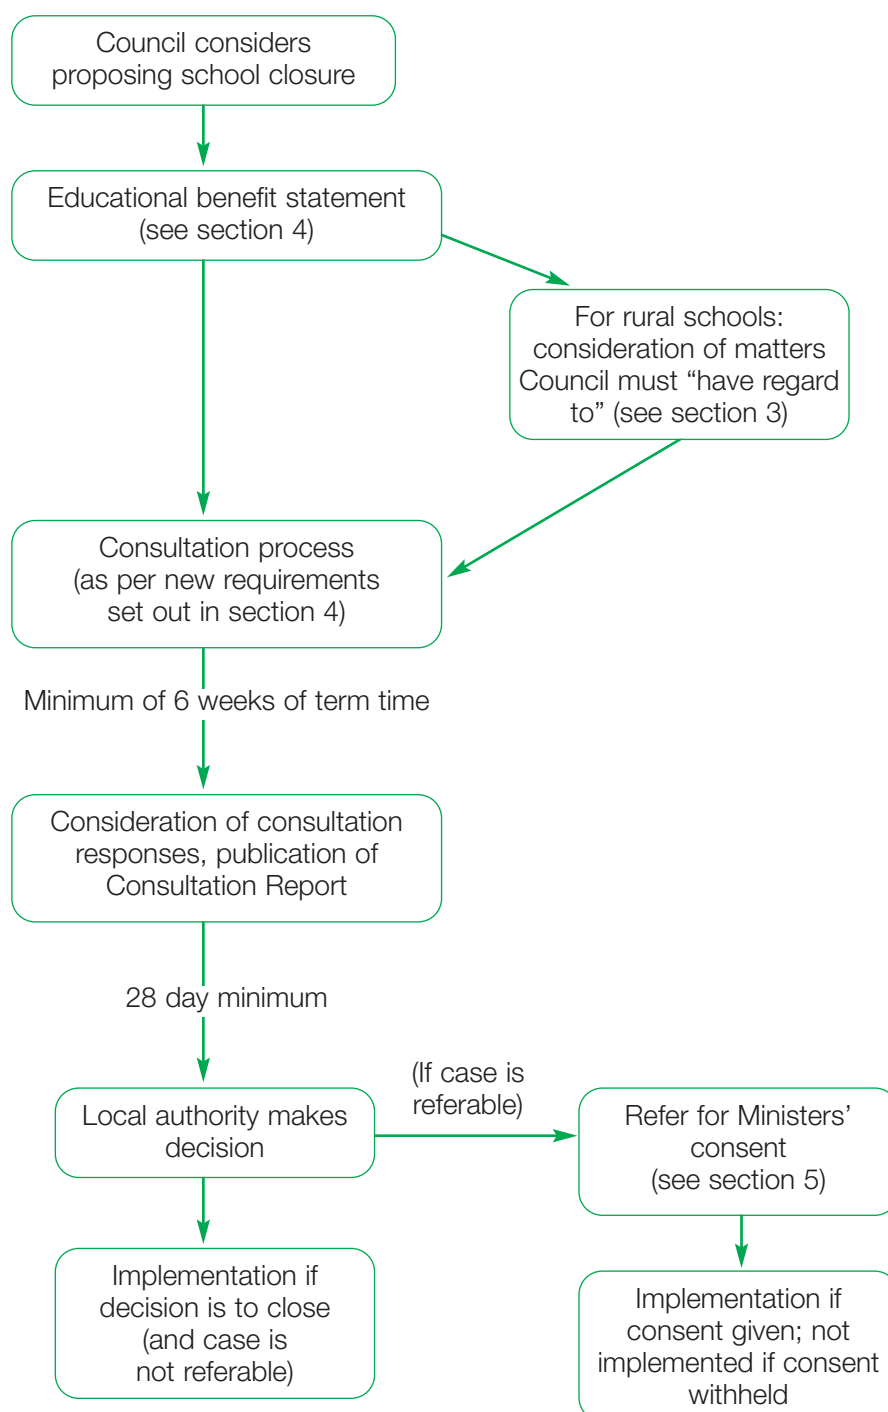 Council considers
proposing school closure
Educational benefit statement
(see section 4)
For rural schools:
consideration of matters
Council must “have regard
to” (see section 3)
Consultation process
(as per new requirements
set out in section 4)
Minimum of 6 weeks of term time
Consideration of consultation
responses, publication of
Consultation Report
28 day minimum
(If case is
referable)
Local authority makes
decision
Refer for Ministers’
consent
(see section 5)
Implementation if
decision is to close
(and case is
not referable)
Implementation if
consent given; not
implemented if consent
withheld